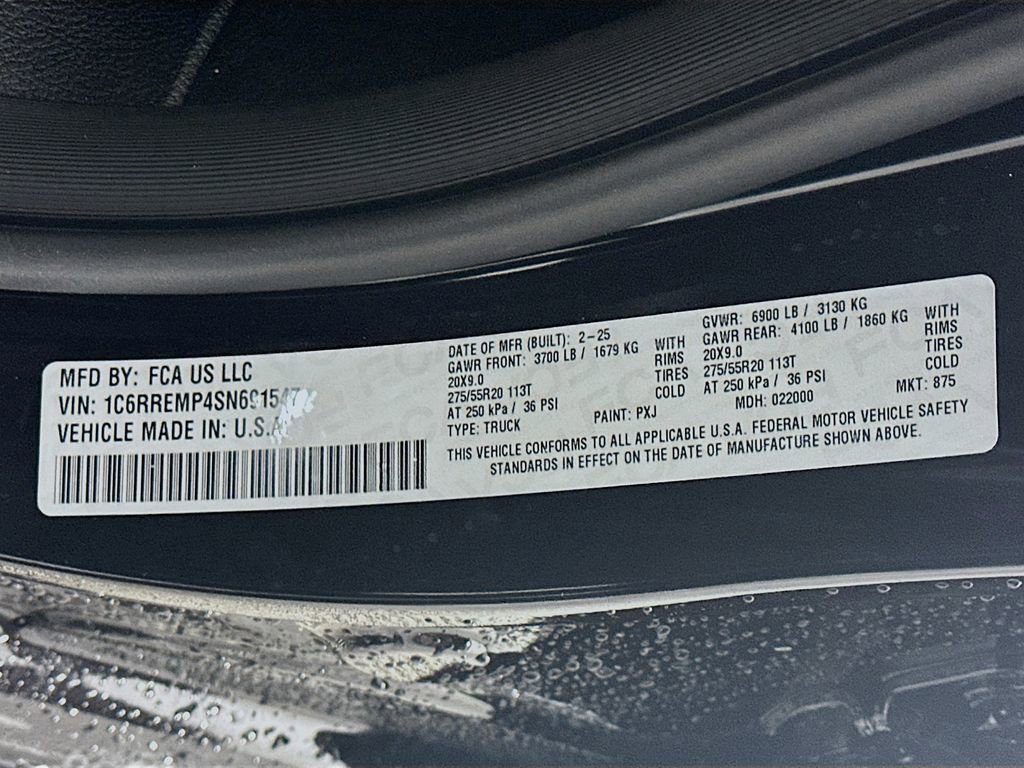 MFD BY: FCA US LLC
VEHICLE MADE IN: U.S.A
DATE OF MFR (BUILT): 2-25
GAWR FRONT: 3700 LB / 1679 KG WITH
20X9.0 RIMS
275/55R20 113T TIRES
AT 250 kPa / 36 PSI COLD
TYPE: TRUCK PAINT: PXJ
GVWR: 6900 LB / 3130 KG
GAWR REAR: 4100 LB / 1860 KG WITH
20X9.0 RIMS
275/55R20 113T TIRES
AT 250 kPa / 36 PSI COLD
MDH: 022000 MKT: 875
THIS VEHICLE CONFORMS TO ALL APPLICABLE U.S.A. FEDERAL MOTOR VEHICLE SAFETY
STANDARDS IN EFFECT ON THE DATE OF MANUFACTURE SHOWN ABOVE.
VIN: